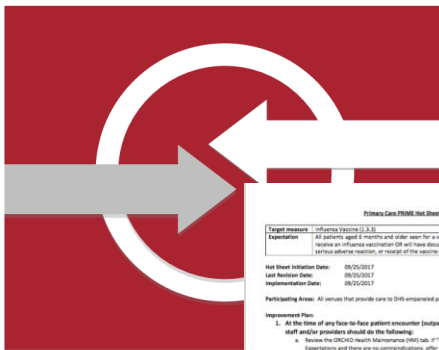 Primary Care PRIME Hot Sheet
Target measure Influenza Vaccine (1.3.3)
Expectation All patients aged 6 months and older seen for a v
receive an influenza vaccination OR will have docu
serious adverse reaction, or receipt of the vaccine
Hot Sheet Initiation Date: 09/25/2017
Last Revision Date: 09/25/2017
Implementation Date: 09/25/2017
Participating Areas: All venues that provide care to DHS-empaneled p
Improvement Plan:
1. At the time of any face-to-face patient encounter (outpa
staff and/or providers should do the following:
a. Review the ORCHID Health Maintenance (HM) tab. If "I
Expectations and there are no contraindications, offer